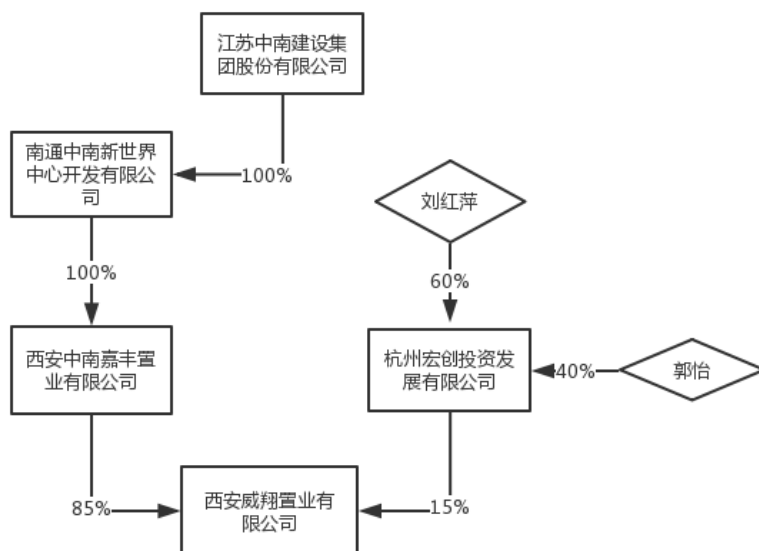 江苏中南建设集
团股份有限公司
南通中南新世界
中心开发有限公
司
100%
刘红萍
100%
60%
西安中南嘉丰置
业有限公司
杭州宏创投资发
展有限公司
40%
郭怡
85%
西安威翔置业有
限公司
15%